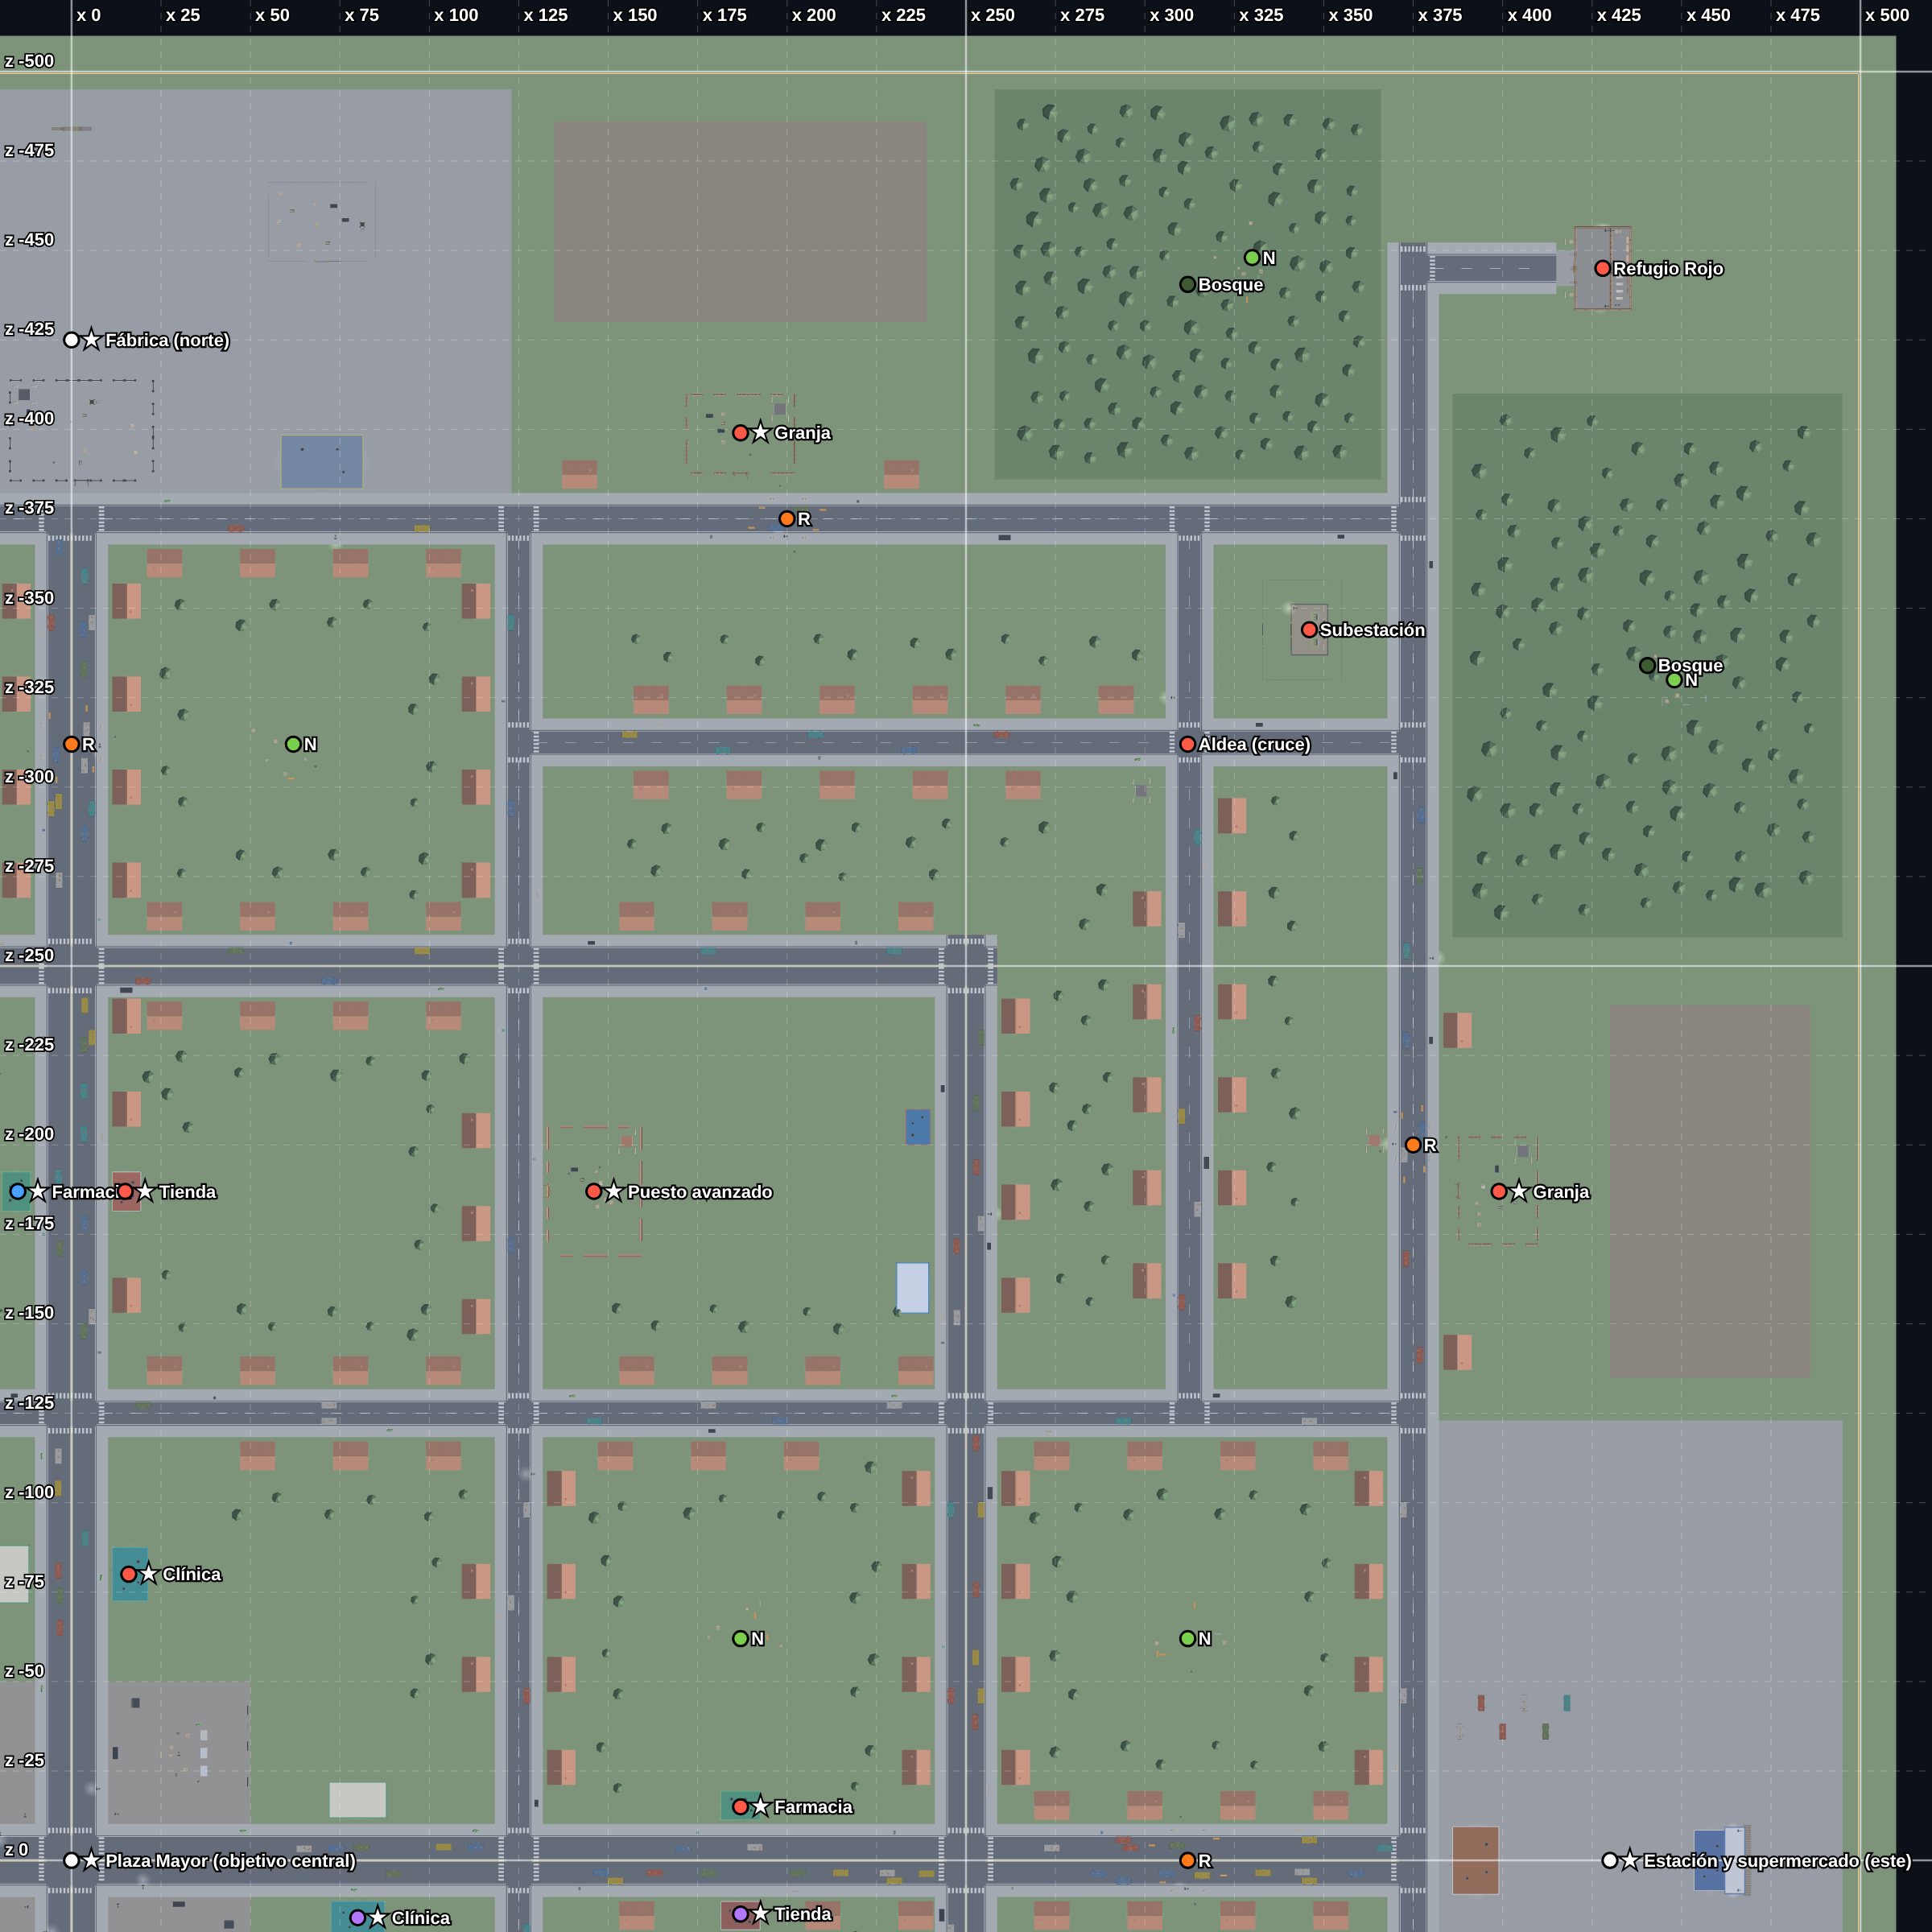 x 0 x 25 x 50 x 75 x 100 x 125 x 150 x 175 x 200 x 225 x 250 x 275 x 300 x 325 x 350 x 375 x 400 x 425 x 450 x 475 x 500
z -500
z -475
z -450
N
Refugio Rojo
Bosque
z -425
Fábrica (norte)
z -400
Granja
z -375
R
z -350
Subestación
Bosque
N
z -325
R
N
Aldea (cruce)
z -300
z -275
z -250
z -225
z -200
R
Farmaci
Tienda
Puesto avanzado
Granja
z -175
z -150
z -125
z -100
z -75
Clínica
N
N
z -50
z -25
Farmacia
z 0
Plaza Mayor (objetivo central)
R
Estación y supermercado (este)
Clínica
Tienda